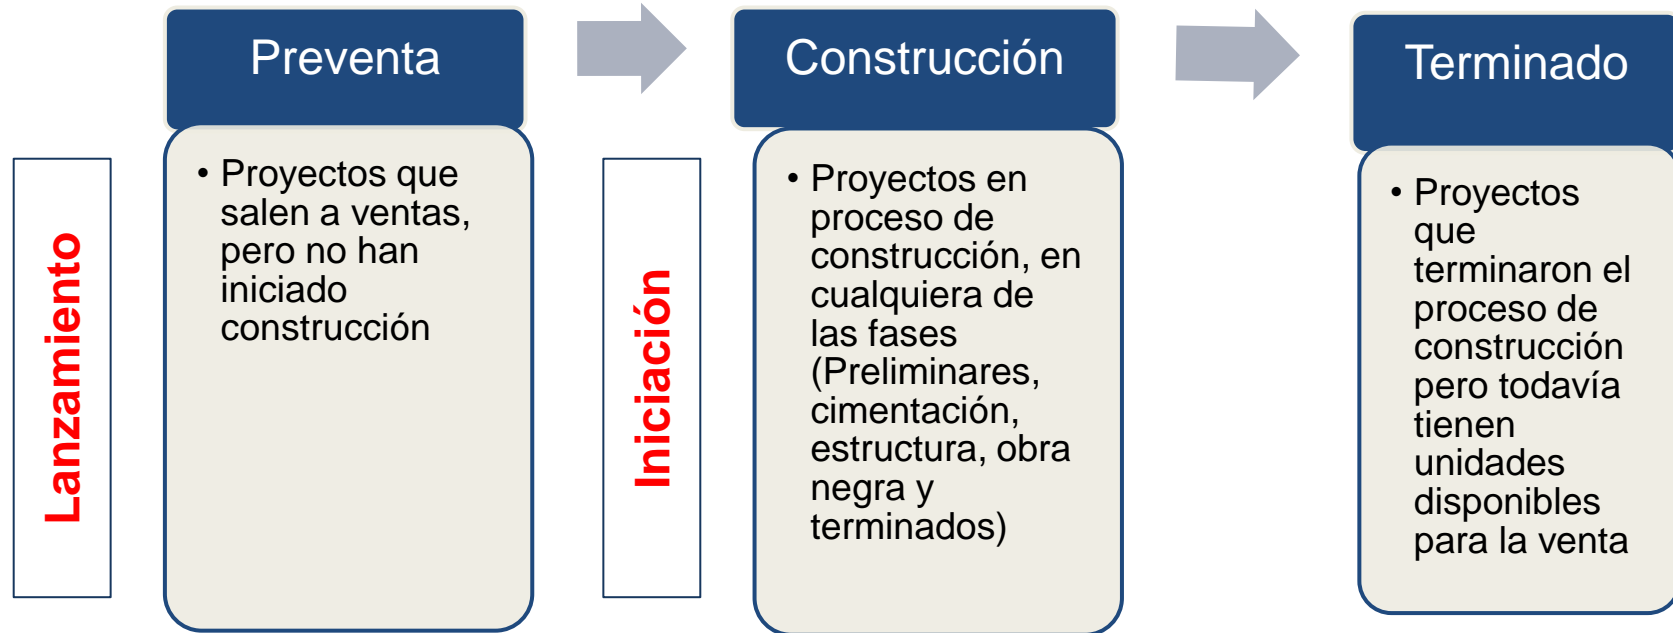 Lanzamiento
Preventa
• Proyectos que
salen a ventas,
pero no han
iniciado
construcción
Iniciación
Construcción
• Proyectos en
proceso de
construcción, en
cualquiera de
las fases
(Preliminares,
cimentación,
estructura, obra
negra y
terminados)
Terminado
• Proyectos
que
terminaron el
proceso de
construcción
pero todavía
tienen
unidades
disponibles
para la venta